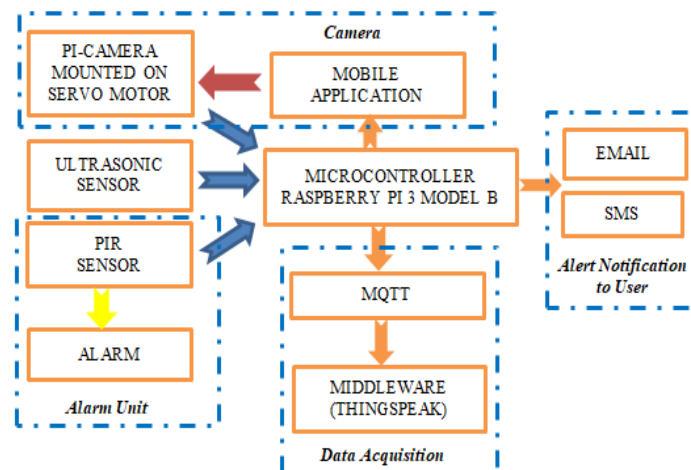 Camera
PI-CAMERA
MOUNTED ON
SERVO MOTOR
MOBILE
APPLICATION
ULTRASONIC
SENSOR
MICROCONTROLLER
RASPBERRY PI 3 MODEL B
EMAIL
SMS
Alert Notification
to User
PIR
SENSOR
ALARM
Alarm Unit
MQTT
MIDDLEWARE
(THINGSPEAK)
Data Acquisition